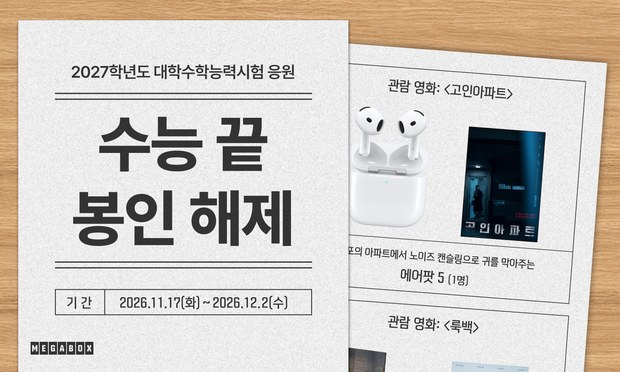 2027학년도 대학수학능력시험 응원
수능 끝
봉인 해제
기간 2026.11.17(화) ~ 2026.12.2(수)
MEGABOX
관람 영화: <고인아파트>
고인아파트
포의 아파트에서 노이즈 캔슬링으로 귀를 막아주는
에어팟 5 (1명)
관람 영화: <룩백>